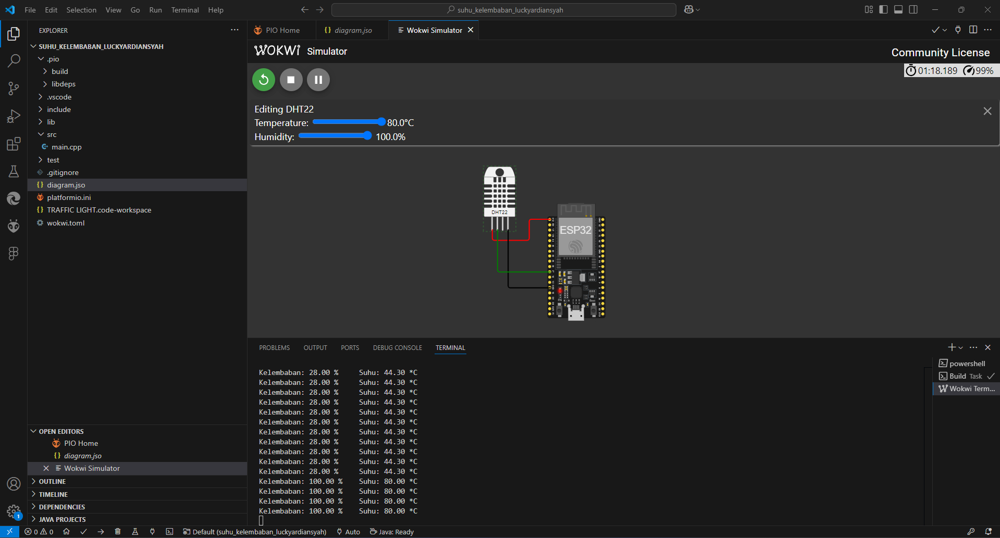 File Edit Selection View Go Run Terminal Help
suhu_kelembaban_luckyardiansyah
EXPLORER
SUHU_KELEMBABAN_LUCKYARDIANSYAH
.pio
build
libdeps
.vscode
include
lib
src
main.cpp
test
.gitignore
diagram.jso
platformio.ini
TRAFFIC LIGHT.code-workspace
wokwi.toml
OPEN EDITORS
PIO Home
diagram.jso
Wokwi Simulator
OUTLINE
TIMELINE
DEPENDENCIES
JAVA PROJECTS
1
PIO Home diagram.jso Wokwi Simulator
WOKWi Simulator
Community License
01:18.189 99%
Editing DHT22
Temperature: 80.0°C
Humidity: 100.0%
DHT22
ESP32
PROBLEMS OUTPUT PORTS DEBUG CONSOLE TERMINAL
Kelembaban: 28.00 % Suhu: 44.30 *C
Kelembaban: 28.00 % Suhu: 44.30 *C
Kelembaban: 28.00 % Suhu: 44.30 *C
Kelembaban: 28.00 % Suhu: 44.30 *C
Kelembaban: 28.00 % Suhu: 44.30 *C
Kelembaban: 28.00 % Suhu: 44.30 *C
Kelembaban: 28.00 % Suhu: 44.30 *C
Kelembaban: 28.00 % Suhu: 44.30 *C
Kelembaban: 28.00 % Suhu: 44.30 *C
Kelembaban: 28.00 % Suhu: 44.30 *C
Kelembaban: 28.00 % Suhu: 44.30 *C
Kelembaban: 100.00 % Suhu: 80.00 *C
Kelembaban: 100.00 % Suhu: 80.00 *C
Kelembaban: 100.00 % Suhu: 80.00 *C
Kelembaban: 100.00 % Suhu: 80.00 *C
powershell
Build Task
Wokwi Term...
0 0 Default (suhu_kelembaban_luckyardiansyah) Auto Java: Ready